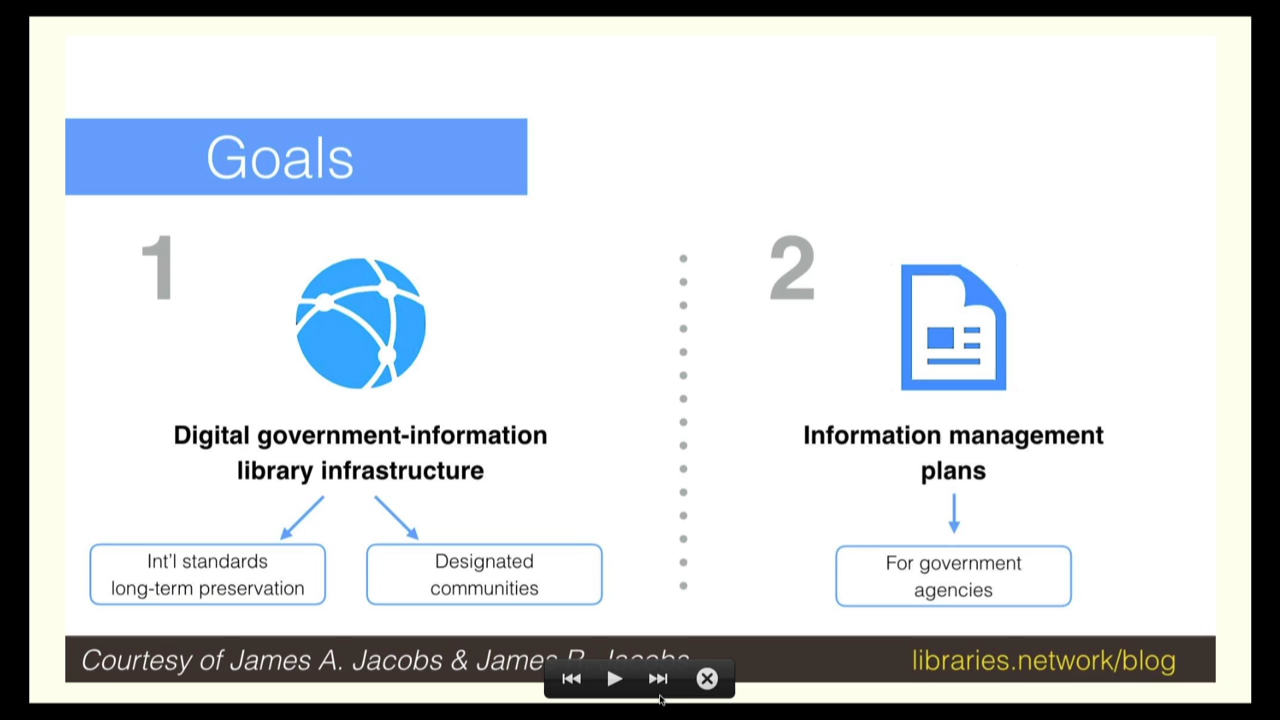 Goals
1
Digital government-information
library infrastructure
Int'l standards
long-term preservation
Designated
communities
2
Information management
plans
For government
agencies
Courtesy of James A. Jacobs & James R. Jacobs
libraries.network/blog